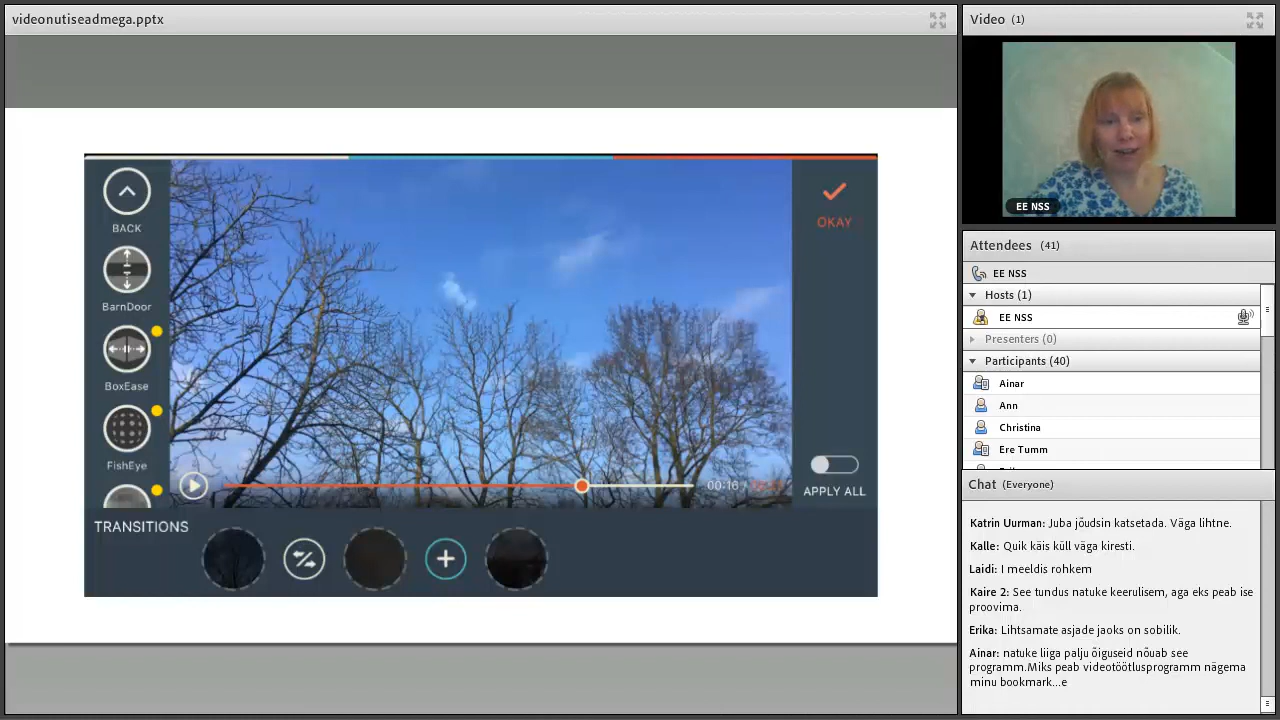 videonutiseadmega.pptx
BACK
BarnDoor
BoxEase
FishEye
OKAY
00:16 /
APPLY ALL
TRANSITIONS
Video (1)
EE NSS
Attendees (41)
EE NSS
Hosts (1)
EE NSS
Presenters (0)
Participants (40)
Ainar
Ann
Christina
Ere Tumm
Chat (Everyone)
Katrin Uurman: Juba jõudsin katsetada. Väga lihtne.
Kalle: Quik käis küll väga kiresti.
Laidi: I meeldis rohkem
Kaire 2: See tundus natuke keerulisem, aga eks peab ise
proovima.
Erika: Lihtsamate asjade jaoks on sobilik.
Ainar: natuke liiga palju õiguseid nõuab see
programm.Miks peab videotöötlusprogramm nägema
minu bookmark...e